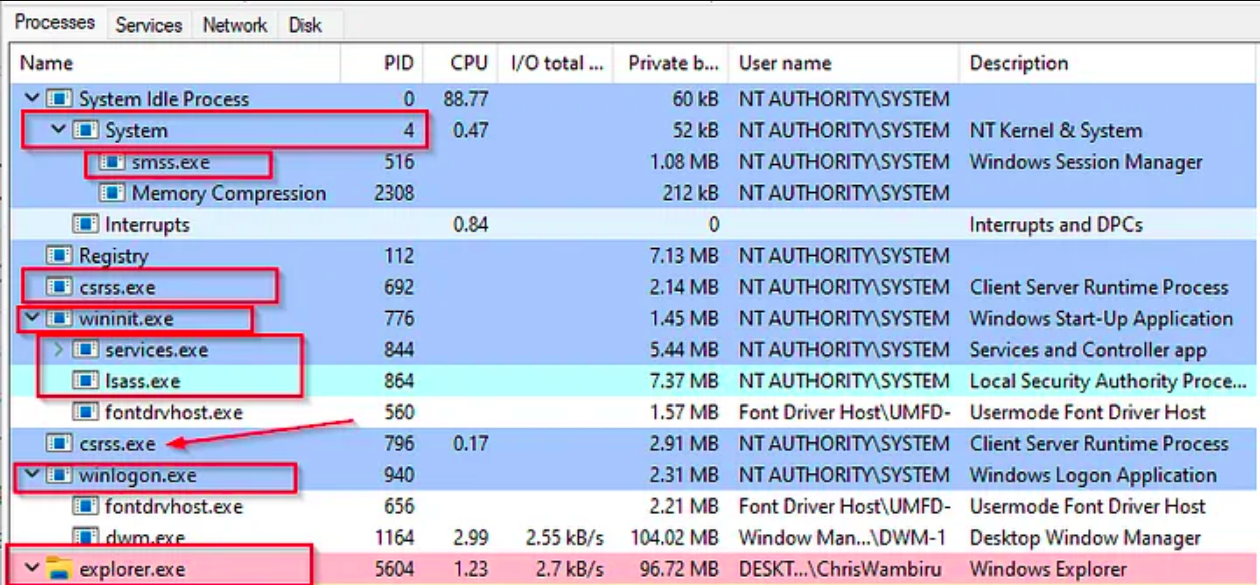 Processes Services Network Disk
Name PID CPU I/O total ... Private b... User name Description
System Idle Process 0 88.77 60 kB NT AUTHORITY\SYSTEM
System 4 0.47 52 kB NT AUTHORITY\SYSTEM NT Kernel & System
smss.exe 516 1.08 MB NT AUTHORITY\SYSTEM Windows Session Manager
Memory Compression 2308 212 kB NT AUTHORITY\SYSTEM
Interrupts 0.84 0 Interrupts and DPCs
Registry 112 7.13 MB NT AUTHORITY\SYSTEM
csrss.exe 692 2.14 MB NT AUTHORITY\SYSTEM Client Server Runtime Process
wininit.exe 776 1.45 MB NT AUTHORITY\SYSTEM Windows Start-Up Application
services.exe 844 5.44 MB NT AUTHORITY\SYSTEM Services and Controller app
lsass.exe 864 7.37 MB NT AUTHORITY\SYSTEM Local Security Authority Proce...
fontdrvhost.exe 560 1.57 MB Font Driver Host\UMFD- Usermode Font Driver Host
csrss.exe 796 0.17 2.91 MB NT AUTHORITY\SYSTEM Client Server Runtime Process
winlogon.exe 940 2.31 MB NT AUTHORITY\SYSTEM Windows Logon Application
fontdrvhost.exe 656 2.21 MB Font Driver Host\UMFD- Usermode Font Driver Host
dwm.exe 1164 2.99 2.55 kB/s 104.02 MB Window Man...\DWM-1 Desktop Window Manager
explorer.exe 5604 1.23 2.7 kB/s 96.72 MB DESKT...\ChrisWambiru Windows Explorer